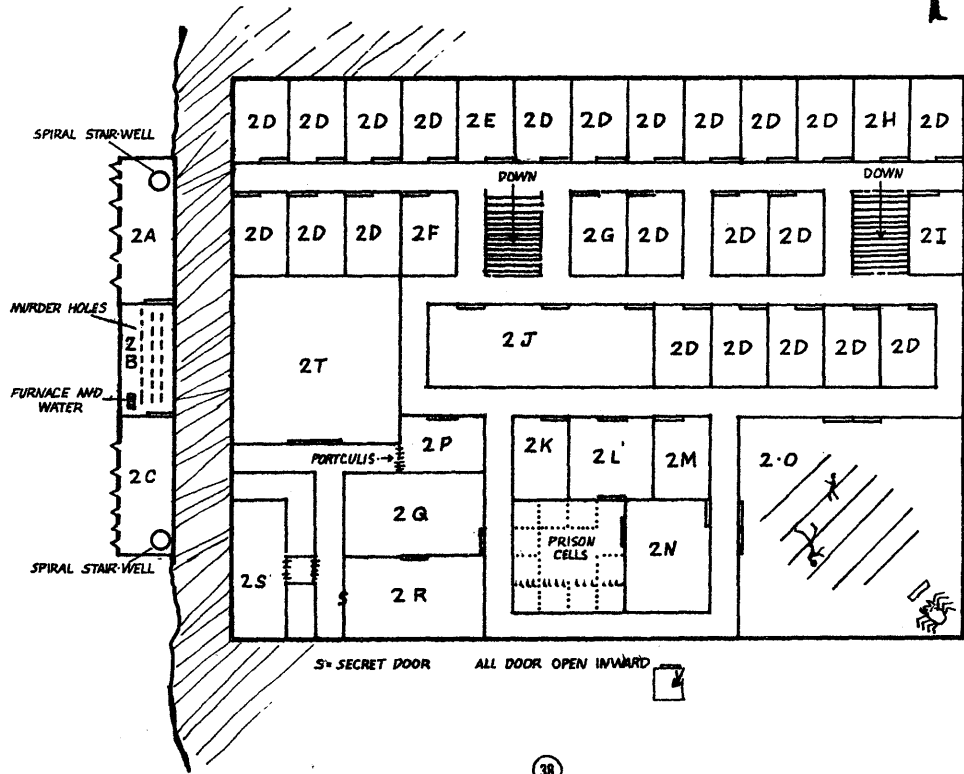 2D 2D 2D 2D 2E 2D 2D 2D 2D 2D 2D 2H 2D
SPIRAL STAIR-WELL
DOWN
DOWN
2A
2D 2D 2D 2F 2G 2D 2D 2D 2I
MURDER HOLES
2
B
2T
2J
2D 2D 2D 2D 2D
FURNACE AND
WATER
2P
2K
2L
2M
PORTCULIS
2.O
2C
2Q
PRISON
CELLS
2N
SPIRAL STAIR-WELL
2S
S
2R
S= SECRET DOOR
ALL DOOR OPEN INWARD
38